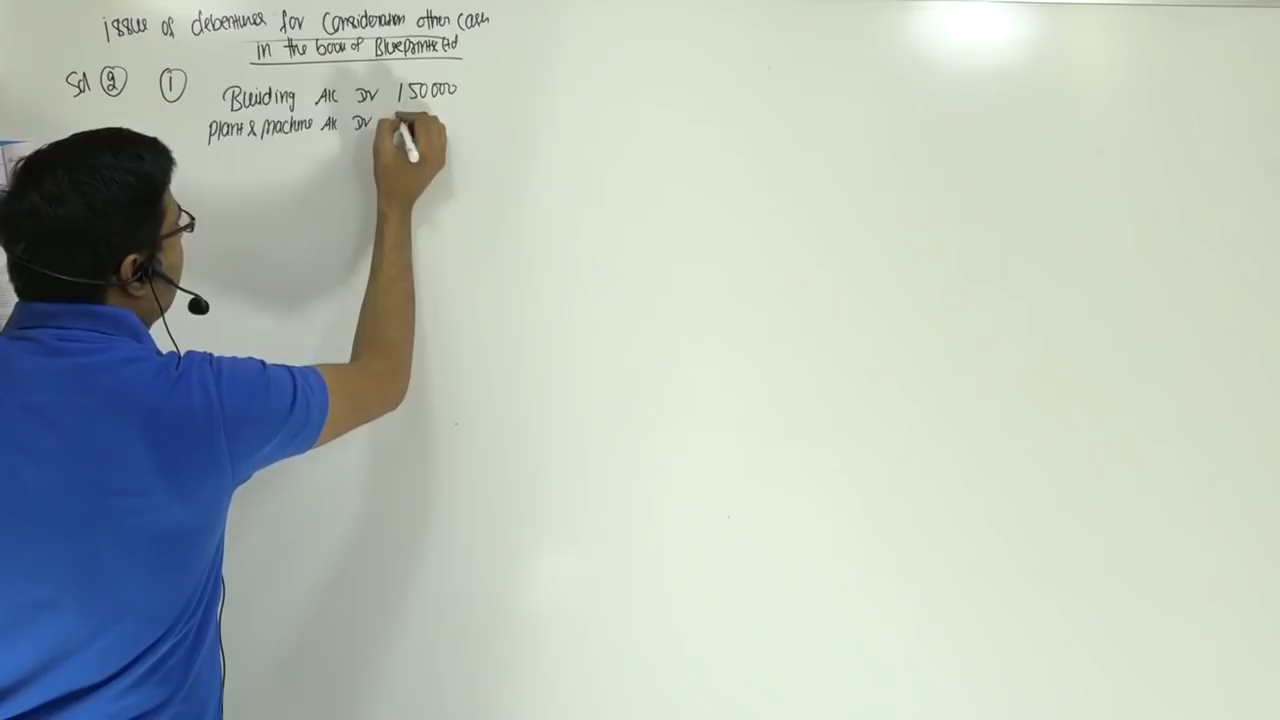 issue of debentures for Consideration other cash
in the book of Blueprints Ltd
Sol ② ① Building A/c Dr 150000
Plant & Machine A/c Dr